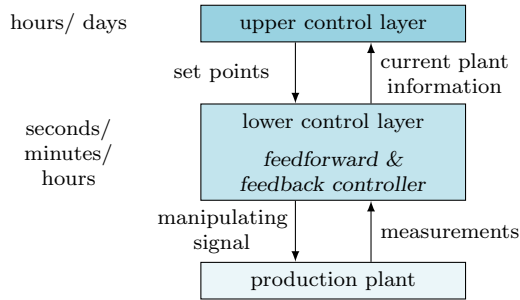 hours/ days
upper control layer
set points
current plant
information
seconds/
minutes/
hours
lower control layer
feedforward &
feedback controller
manipulating
signal
measurements
production plant